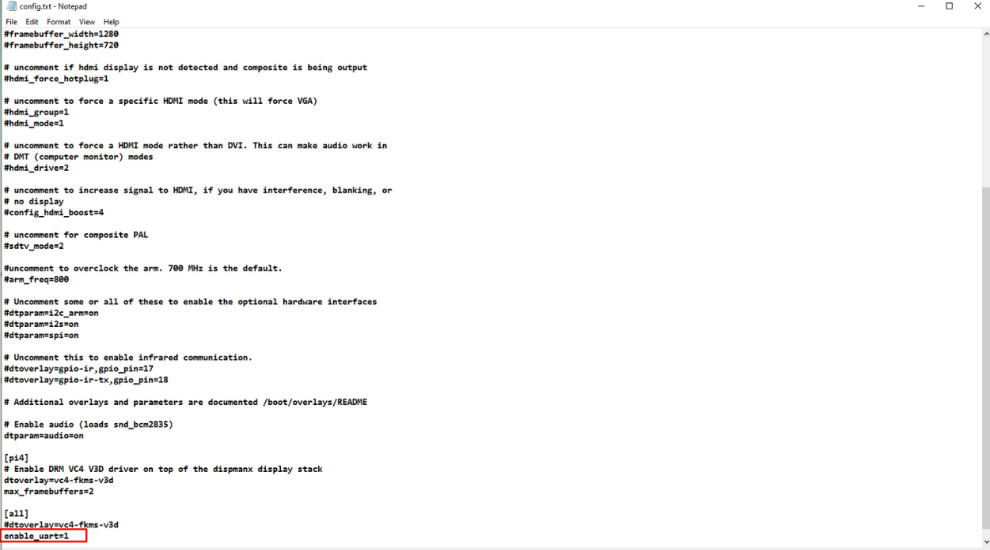 config.txt - Notepad
File Edit Format View Help
#framebuffer_width=1280
#framebuffer_height=720
# uncomment if hdmi display is not detected and composite is being output
#hdmi_force_hotplug=1
# uncomment to force a specific HDMI mode (this will force VGA)
#hdmi_group=1
#hdmi_mode=1
# uncomment to force a HDMI mode rather than DVI. This can make audio work in
# DMT (computer monitor) modes
#hdmi_drive=2
# uncomment to increase signal to HDMI, if you have interference, blanking, or
# no display
#config_hdmi_boost=4
# uncomment for composite PAL
#sdtv_mode=2
#uncomment to overclock the arm. 700 MHz is the default.
#arm_freq=800
# Uncomment some or all of these to enable the optional hardware interfaces
#dtparam=i2c_arm=on
#dtparam=i2s=on
#dtparam=spi=on
# Uncomment this to enable infrared communication.
#dtoverlay=gpio-ir,gpio_pin=17
#dtoverlay=gpio-ir-tx,gpio_pin=18
# Additional overlays and parameters are documented /boot/overlays/README
# Enable audio (loads snd_bcm2835)
dtparam=audio=on
[pi4]
# Enable DRM VC4 V3D driver on top of the dispmanx display stack
dtoverlay=vc4-fkms-v3d
max_framebuffers=2
[all]
#dtoverlay=vc4-fkms-v3d
enable_uart=1